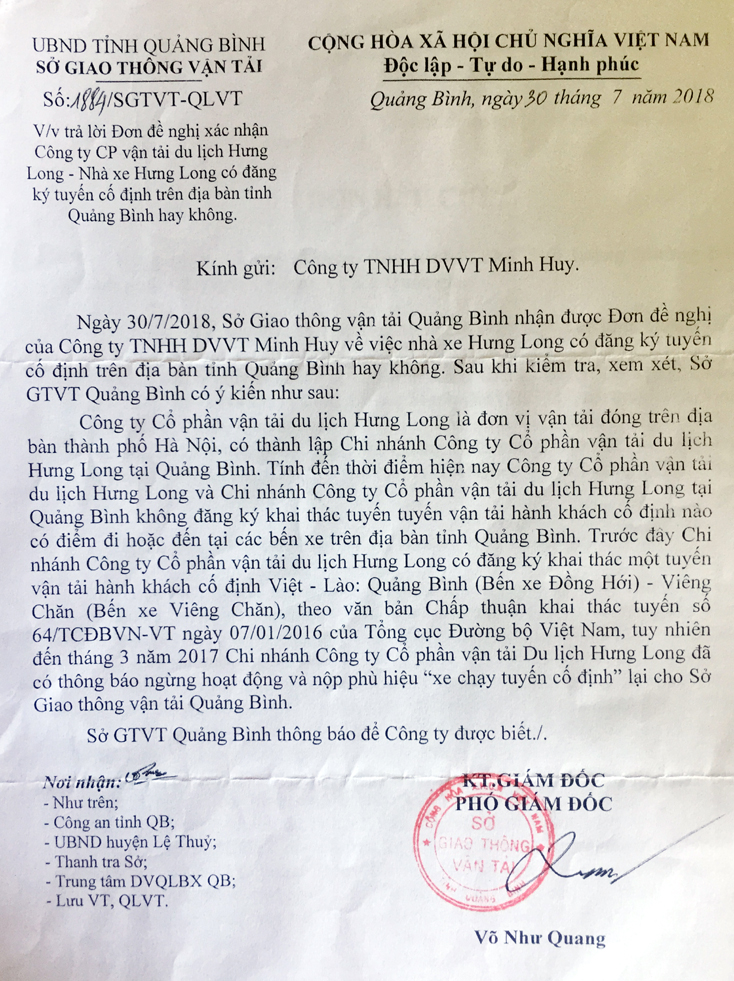 UBND TỈNH QUẢNG BÌNH
SỞ GIAO THÔNG VẬN TẢI
Số:1884/SGTVT-QLVT
V/v trả lời Đơn đề nghị xác nhận
Công ty CP vận tải du lịch Hưng
Long - Nhà xe Hưng Long có đăng
ký tuyến cố định trên địa bàn tỉnh
Quảng Bình hay không.
CỘNG HÒA XÃ HỘI CHỦ NGHĨA VIỆT NAM
Độc lập - Tự do - Hạnh phúc
Quảng Bình, ngày 30 tháng 7 năm 2018
Kính gửi: Công ty TNHH DVVT Minh Huy.
Ngày 30/7/2018, Sở Giao thông vận tải Quảng Bình nhận được Đơn đề nghị
của Công ty TNHH DVVT Minh Huy về việc nhà xe Hưng Long có đăng ký tuyến
cố định trên địa bàn tỉnh Quảng Bình hay không. Sau khi kiểm tra, xem xét, Sở
GTVT Quảng Bình có ý kiến như sau:
Công ty Cổ phần vận tải du lịch Hưng Long là đơn vị vận tải đóng trên địa
bàn thành phố Hà Nội, có thành lập Chi nhánh Công ty Cổ phần vận tải du lịch
Hưng Long tại Quảng Bình. Tính đến thời điểm hiện nay Công ty Cổ phần vận tải
du lịch Hưng Long và Chi nhánh Công ty Cổ phần vận tải du lịch Hưng Long tại
Quảng Bình không đăng ký khai thác tuyến tuyến vận tải hành khách cố định nào
có điểm đi hoặc đến tại các bến xe trên địa bàn tỉnh Quảng Bình. Trước đây Chi
nhánh Công ty Cổ phần vận tải du lịch Hưng Long có đăng ký khai thác một tuyến
vận tải hành khách cố định Việt - Lào: Quảng Bình (Bến xe Đồng Hới) - Viêng
Chăn (Bến xe Viêng Chăn), theo văn bản Chấp thuận khai thác tuyến số
64/TCĐBVN-VT ngày 07/01/2016 của Tổng cục Đường bộ Việt Nam, tuy nhiên
đến tháng 3 năm 2017 Chi nhánh Công ty Cổ phần vận tải Du lịch Hưng Long đã
có thông báo ngừng hoạt động và nộp phù hiệu “xe chạy tuyến cố định” lại cho Sở
Giao thông vận tải Quảng Bình.
Sở GTVT Quảng Bình thông báo để Công ty được biết./.
Nơi nhận:
- Như trên;
- Công an tỉnh QB;
- UBND huyện Lệ Thuỷ;
- Thanh tra Sở;
- Trung tâm DVQLBX QB;
- Lưu VT, QLVT.
KT.GIÁM ĐỐC
PHÓ GIÁM ĐỐC
SỞ
GIAO THÔNG
VẬN TẢI
Võ Như Quang